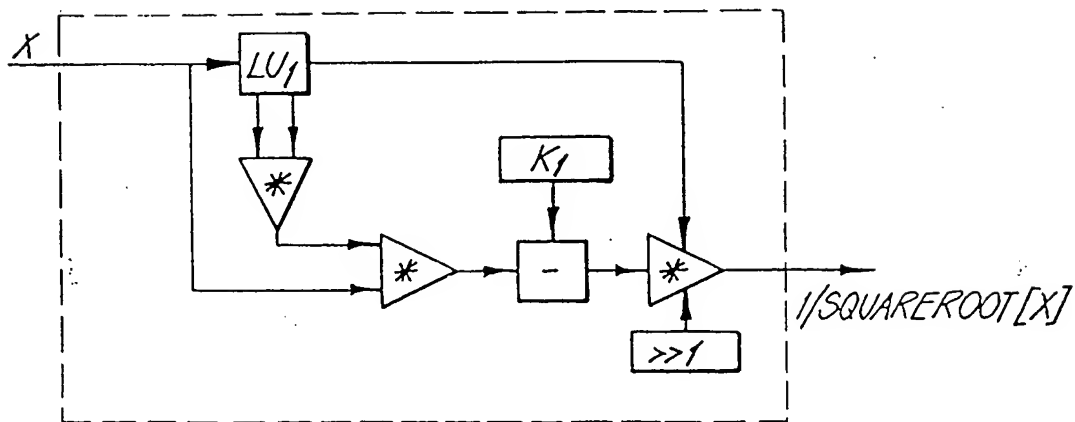 X
LU1
K1
*
*
-
*
>>1
1/SQUAREROOT[X]